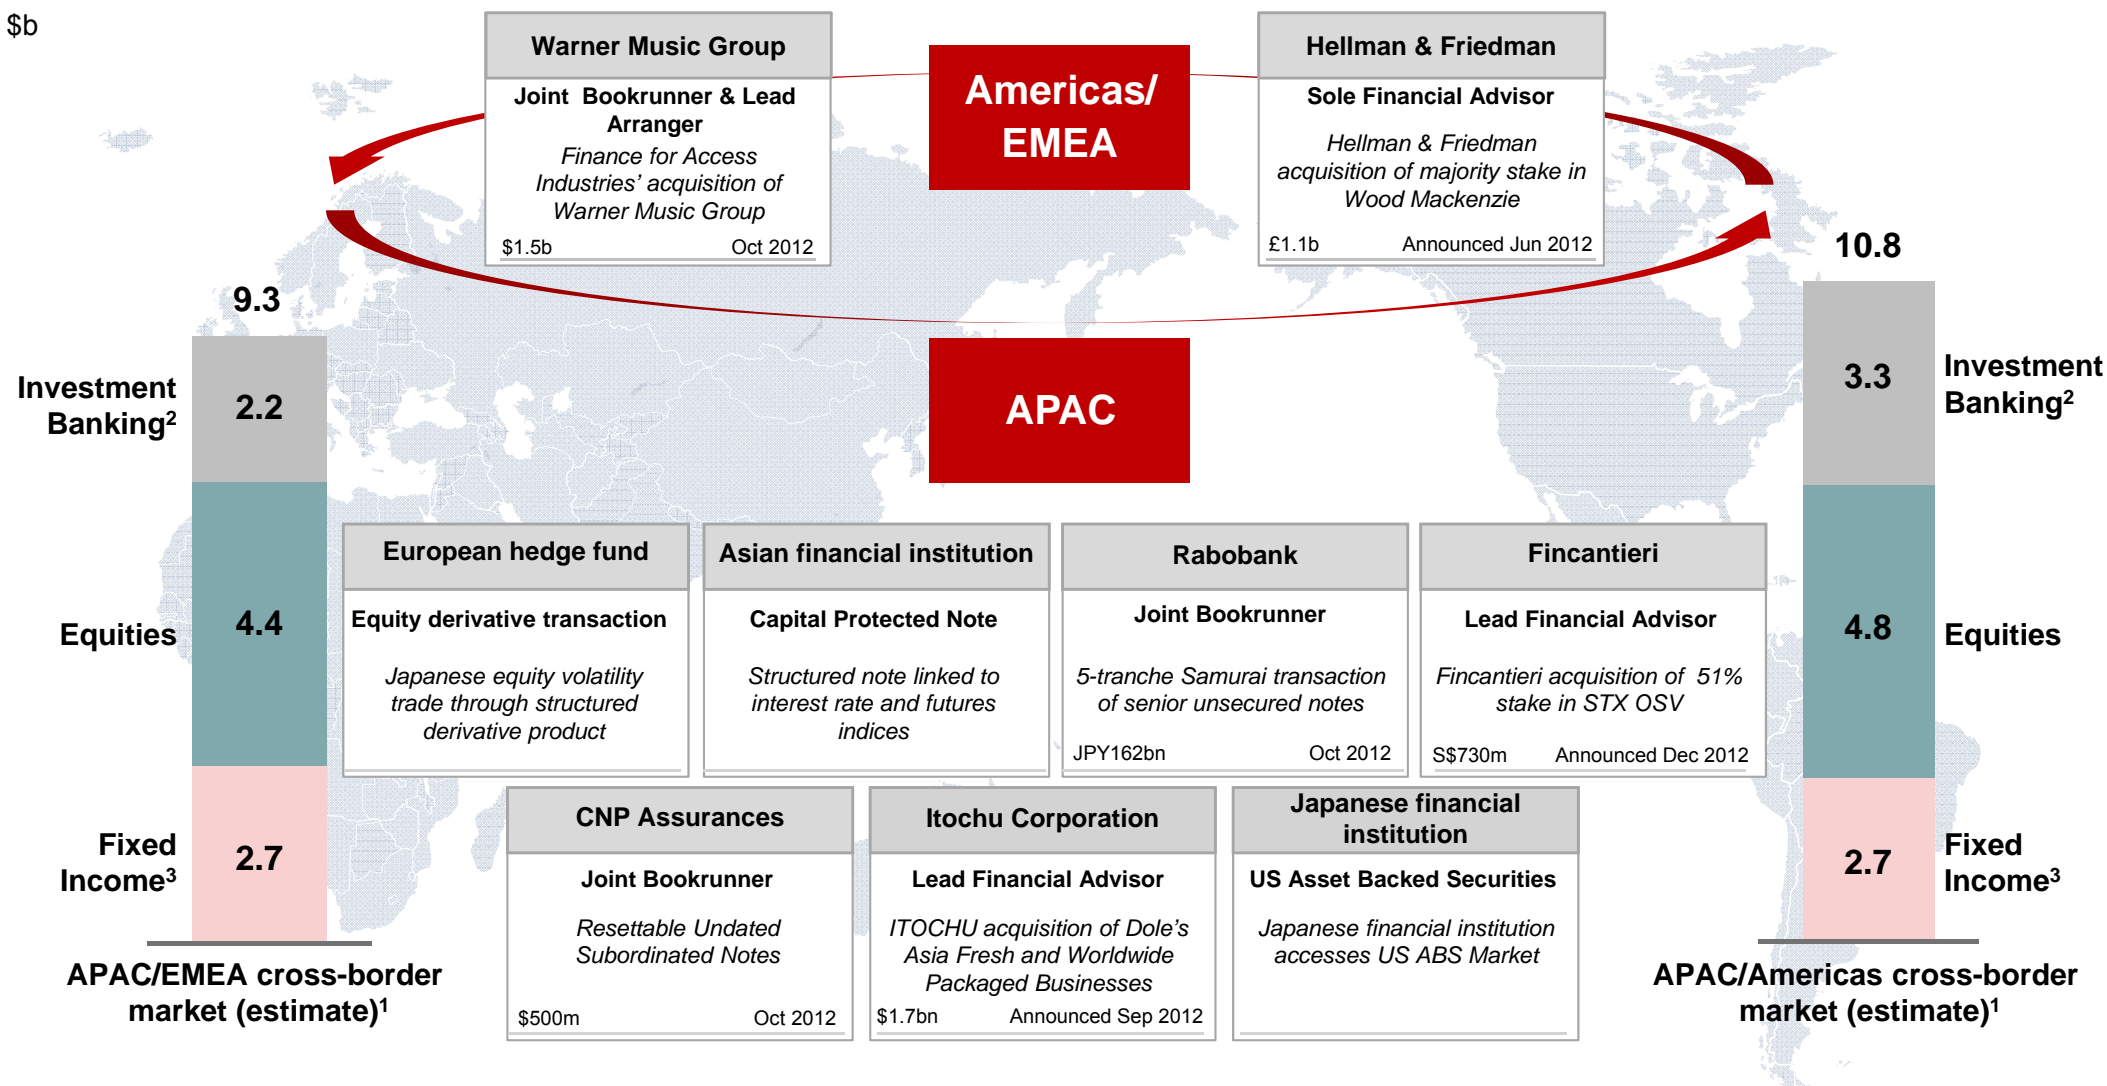 $b
Warner Music Group
Joint Bookrunner & Lead
Arranger
Finance for Access
Industries' acquisition of
Warner Music Group
$1.5b Oct 2012
Americas/
EMEA
Hellman & Friedman
Sole Financial Advisor
Hellman & Friedman
acquisition of majority stake in
Wood Mackenzie
£1.1b Announced Jun 2012
APAC
9.3
Investment
Banking²
2.2
Equities
4.4
Fixed
Income³
2.7
APAC/EMEA cross-border
market (estimate)¹
European hedge fund
Equity derivative transaction
Japanese equity volatility
trade through structured
derivative product
Asian financial institution
Capital Protected Note
Structured note linked to
interest rate and futures
indices
Rabobank
Joint Bookrunner
5-tranche Samurai transaction
of senior unsecured notes
JPY162bn Oct 2012
Fincantieri
Lead Financial Advisor
Fincantieri acquisition of 51%
stake in STX OSV
S$730m Announced Dec 2012
CNP Assurances
Joint Bookrunner
Resettable Undated
Subordinated Notes
$500m Oct 2012
Itochu Corporation
Lead Financial Advisor
ITOCHU acquisition of Dole's
Asia Fresh and Worldwide
Packaged Businesses
$1.7bn Announced Sep 2012
Japanese financial
institution
US Asset Backed Securities
Japanese financial institution
accesses US ABS Market
10.8
3.3
Investment
Banking²
4.8
Equities
2.7
Fixed
Income³
APAC/Americas cross-border
market (estimate)¹